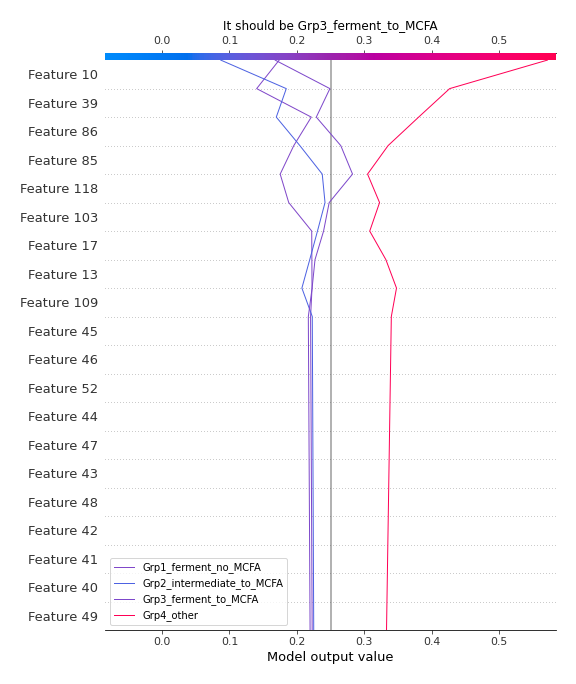 It should be Grp3_ferment_to_MCFA
0.0 0.1 0.2 0.3 0.4 0.5
Feature 10
Feature 39
Feature 86
Feature 85
Feature 118
Feature 103
Feature 17
Feature 13
Feature 109
Feature 45
Feature 46
Feature 52
Feature 44
Feature 47
Feature 43
Feature 48
Feature 42
Feature 41
Feature 40
Feature 49
Grp1_ferment_no_MCFA
Grp2_intermediate_to_MCFA
Grp3_ferment_to_MCFA
Grp4_other
0.0 0.1 0.2 0.3 0.4 0.5
Model output value